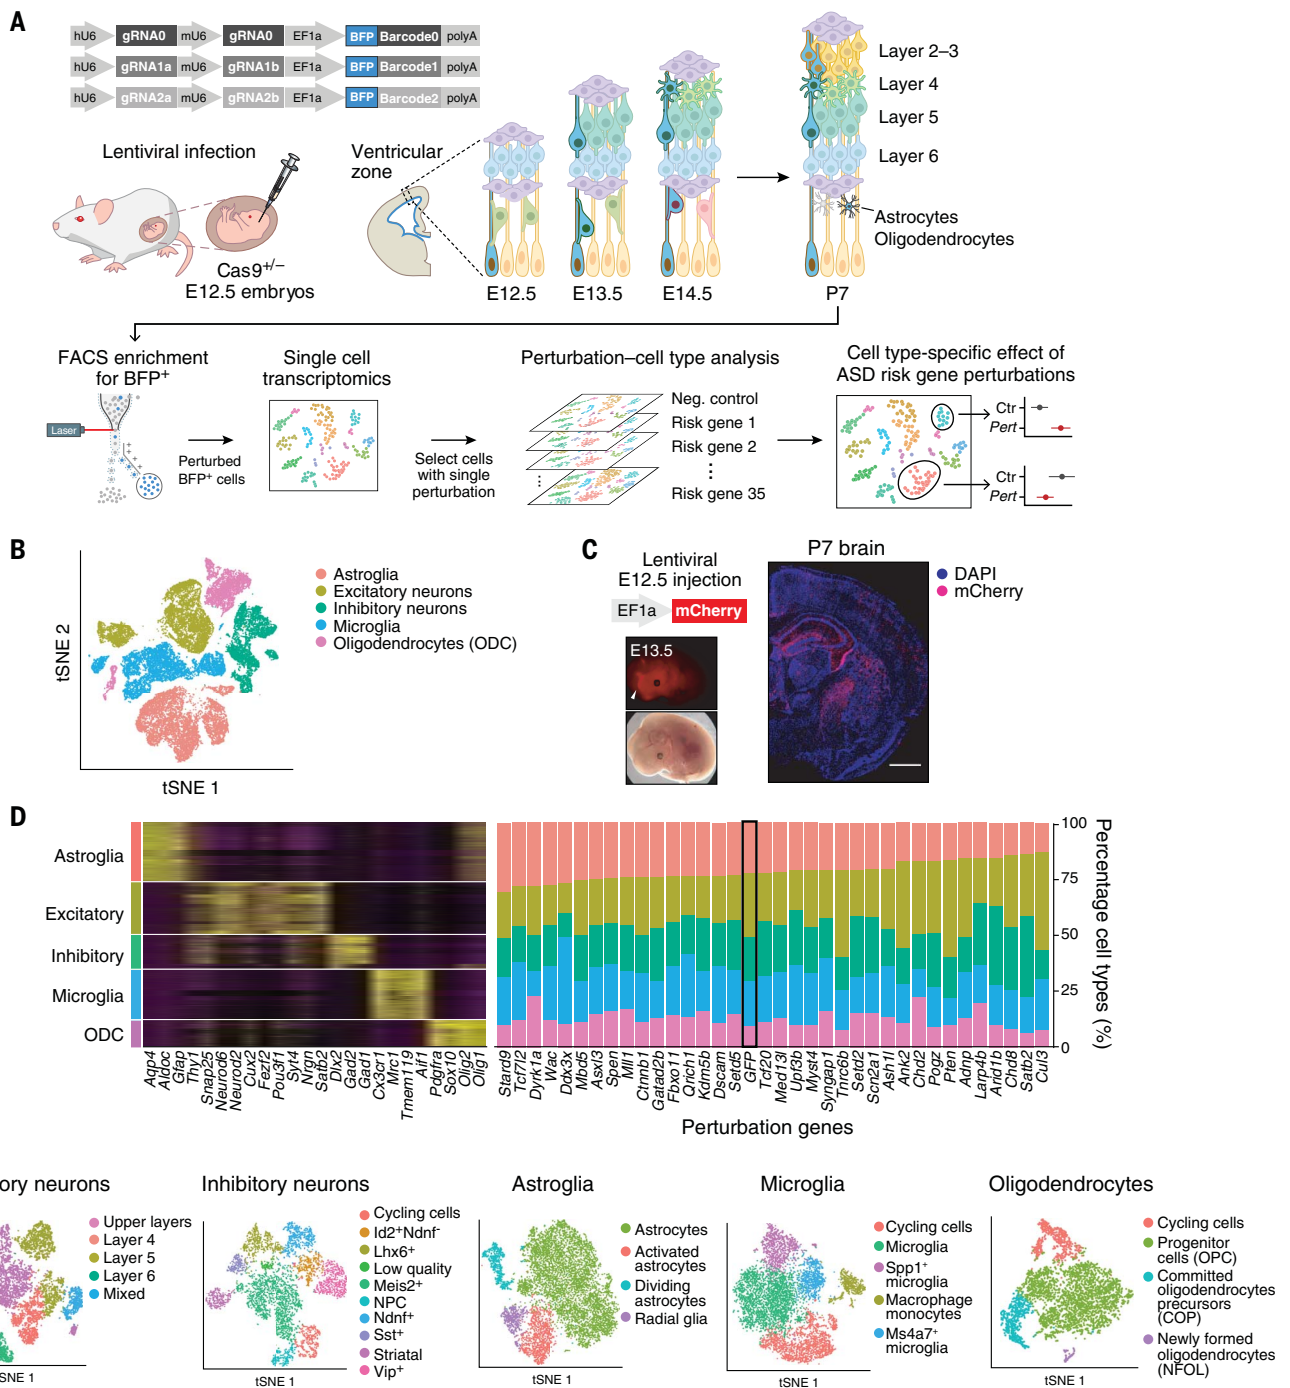 A
hU6 gRNA0 mU6 gRNA0 EF1a BFP Barcode0 polyA
hU6 gRNA1a mU6 gRNA1b EF1a BFP Barcode1 polyA
hU6 gRNA2a mU6 gRNA2b EF1a BFP Barcode2 polyA
Lentiviral infection
Cas9+/–
E12.5 embryos
Ventricular
zone
E12.5 E13.5 E14.5 P7
Layer 2–3
Layer 4
Layer 5
Layer 6
Astrocytes
Oligodendrocytes
FACS enrichment
for BFP+
Laser
Perturbed
BFP+ cells
Single cell
transcriptomics
Select cells
with single
perturbation
Perturbation–cell type analysis
Neg. control
Risk gene 1
Risk gene 2
⋮
⋮
Risk gene 35
Cell type-specific effect of
ASD risk gene perturbations
Ctr
Pert
Ctr
Pert
B
tSNE 2
tSNE 1
Astroglia
Excitatory neurons
Inhibitory neurons
Microglia
Oligodendrocytes (ODC)
C
Lentiviral
E12.5 injection
EF1a mCherry
E13.5
P7 brain
DAPI
mCherry
D
Astroglia
Excitatory
Inhibitory
Microglia
ODC
Aqp4 Aldoc Gfap Thy1 Snap25 Neurod6 Neurod2 Cux2 Fezf2 Pou3f1 Syt4 Nrgn Satb2 Dlx2 Gad2 Gad1 Cx3cr1 Mrc1 Tmem119 Aif1 Pdgfra Sox10 Olig2 Olig1
100
75
50
25
0
Percentage cell types (%)
Stard9 Tcf7l2 Dyrk1a Wac Ddx3x Mbd5 Asxl3 Spen Mll1 Ctnnb1 Gatad2b Fbxo11 Qrich1 Kdm5b Dscam Setd5 GFP Tcf20 Med13l Upf3b Myst4 Syngap1 Tnrc6b Setd2 Scn2a1 Ash1l Ank2 Chd2 Pogz Pten Adnp Larp4b Arid1b Chd8 Satb2 Cul3
Perturbation genes
ory neurons
Upper layers
Layer 4
Layer 5
Layer 6
Mixed
SNE 1
Inhibitory neurons
Cycling cells
Id2+Ndnf-
Lhx6+
Low quality
Meis2+
NPC
Ndnf+
Sst+
Striatal
Vip+
tSNE 1
Astroglia
Astrocytes
Activated
astrocytes
Dividing
astrocytes
Radial glia
tSNE 1
Microglia
Cycling cells
Microglia
Spp1+
microglia
Macrophage
monocytes
Ms4a7+
microglia
tSNE 1
Oligodendrocytes
Cycling cells
Progenitor
cells (OPC)
Committed
oligodendrocytes
precursors
(COP)
Newly formed
oligodendrocytes
(NFOL)
tSNE 1